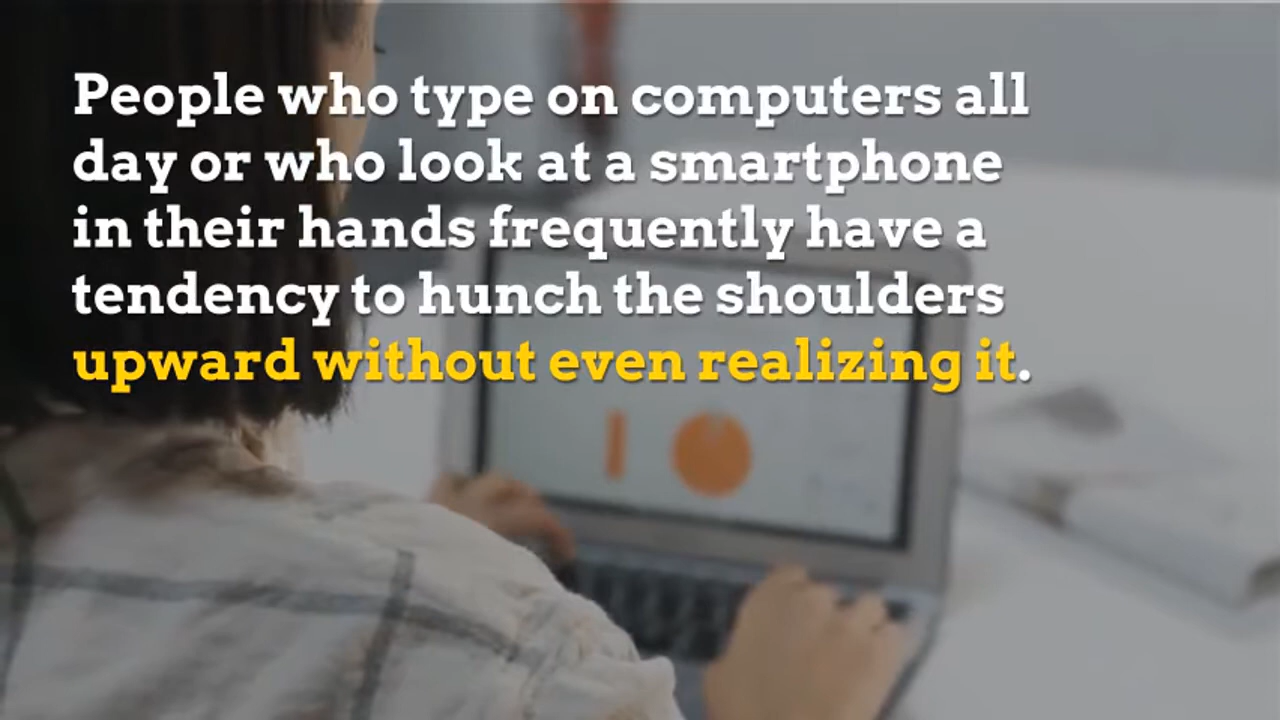 People who type on computers all
day or who look at a smartphone
in their hands frequently have a
tendency to hunch the shoulders
upward without even realizing it.